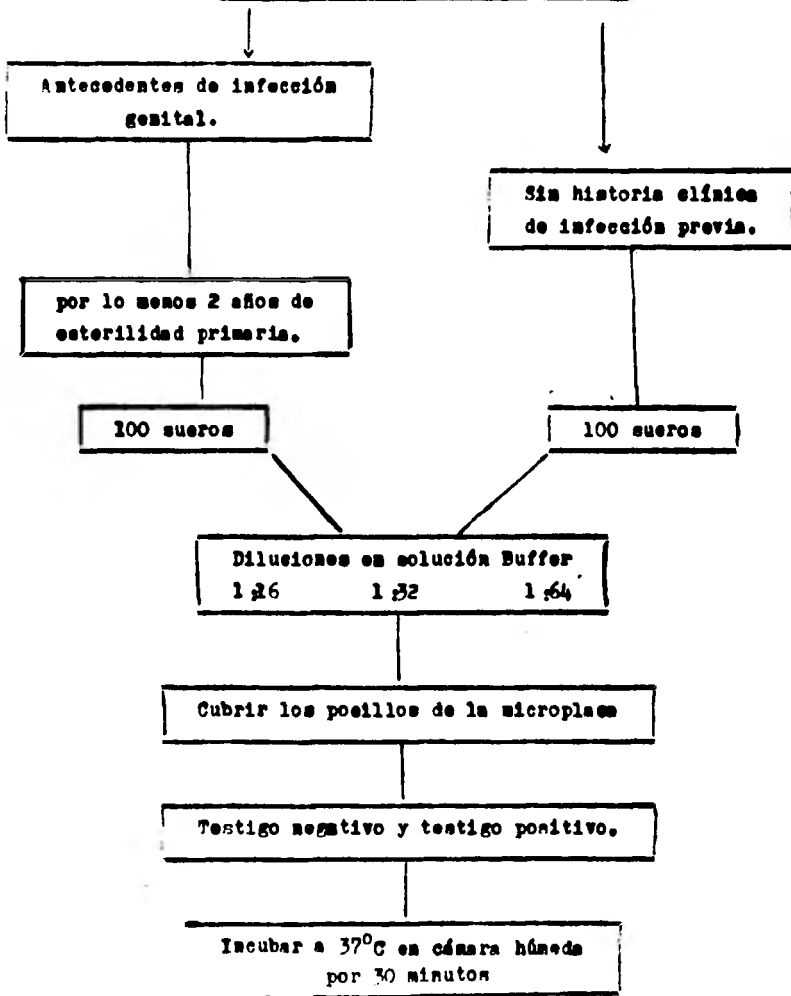 Antecedentes de infección
genital.
Sin historia clínica
de infección previa.
por lo menos 2 años de
esterilidad primaria.
100 sueros
100 sueros
Diluciones en solución Buffer
1:16 1:32 1:64
Cubrir los pocillos de la microplaca
Testigo negativo y testigo positivo.
Incubar a 37°C en cámara húmeda
por 30 minutos